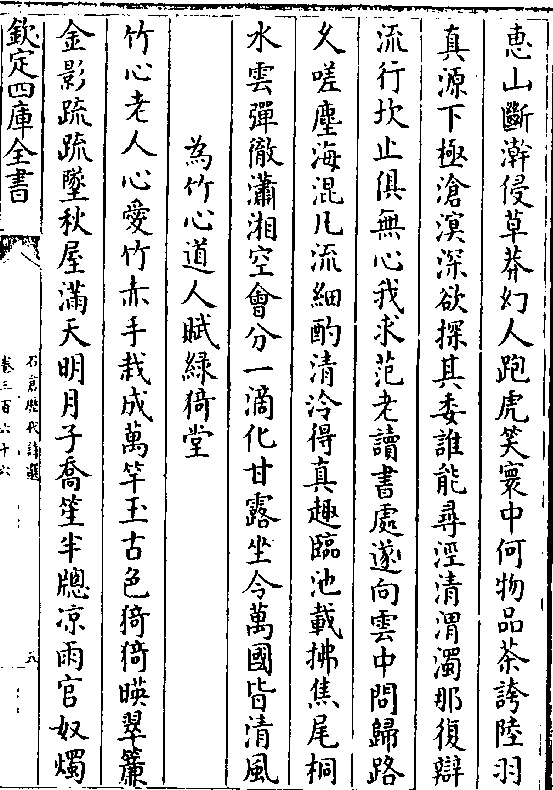 恵山斷澣侵草莽幻人跑虎笑寰中何物品茶誇陸羽
真源下極滄溟深欲探其委誰能尋涇清渭濁那復辯
流行坎止俱無心我求范老讀書處遂向雲中問歸路
久嗟塵海混凡流細酌清泠得真趣臨池載拂焦尾桐
水雲彈徹瀟湘空會分一滴化甘露坐令萬國皆清風
為竹心道人賦緑猗堂
竹心老人心愛竹赤手栽成萬竿玉古色猗猗暎翠簾
金影疏疏墜秋屋滿天明月子喬笙半牕凉雨官奴燭
欽定四庫全書
石倉歴代詩選
卷三百六十六
五